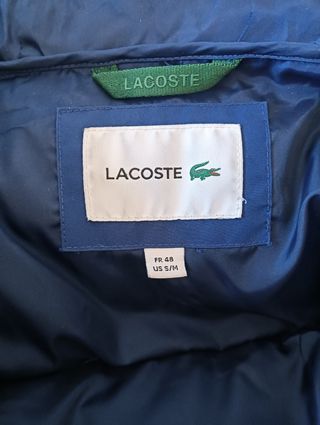 LACOSTE
LACOSTE
FR 48
US S/M